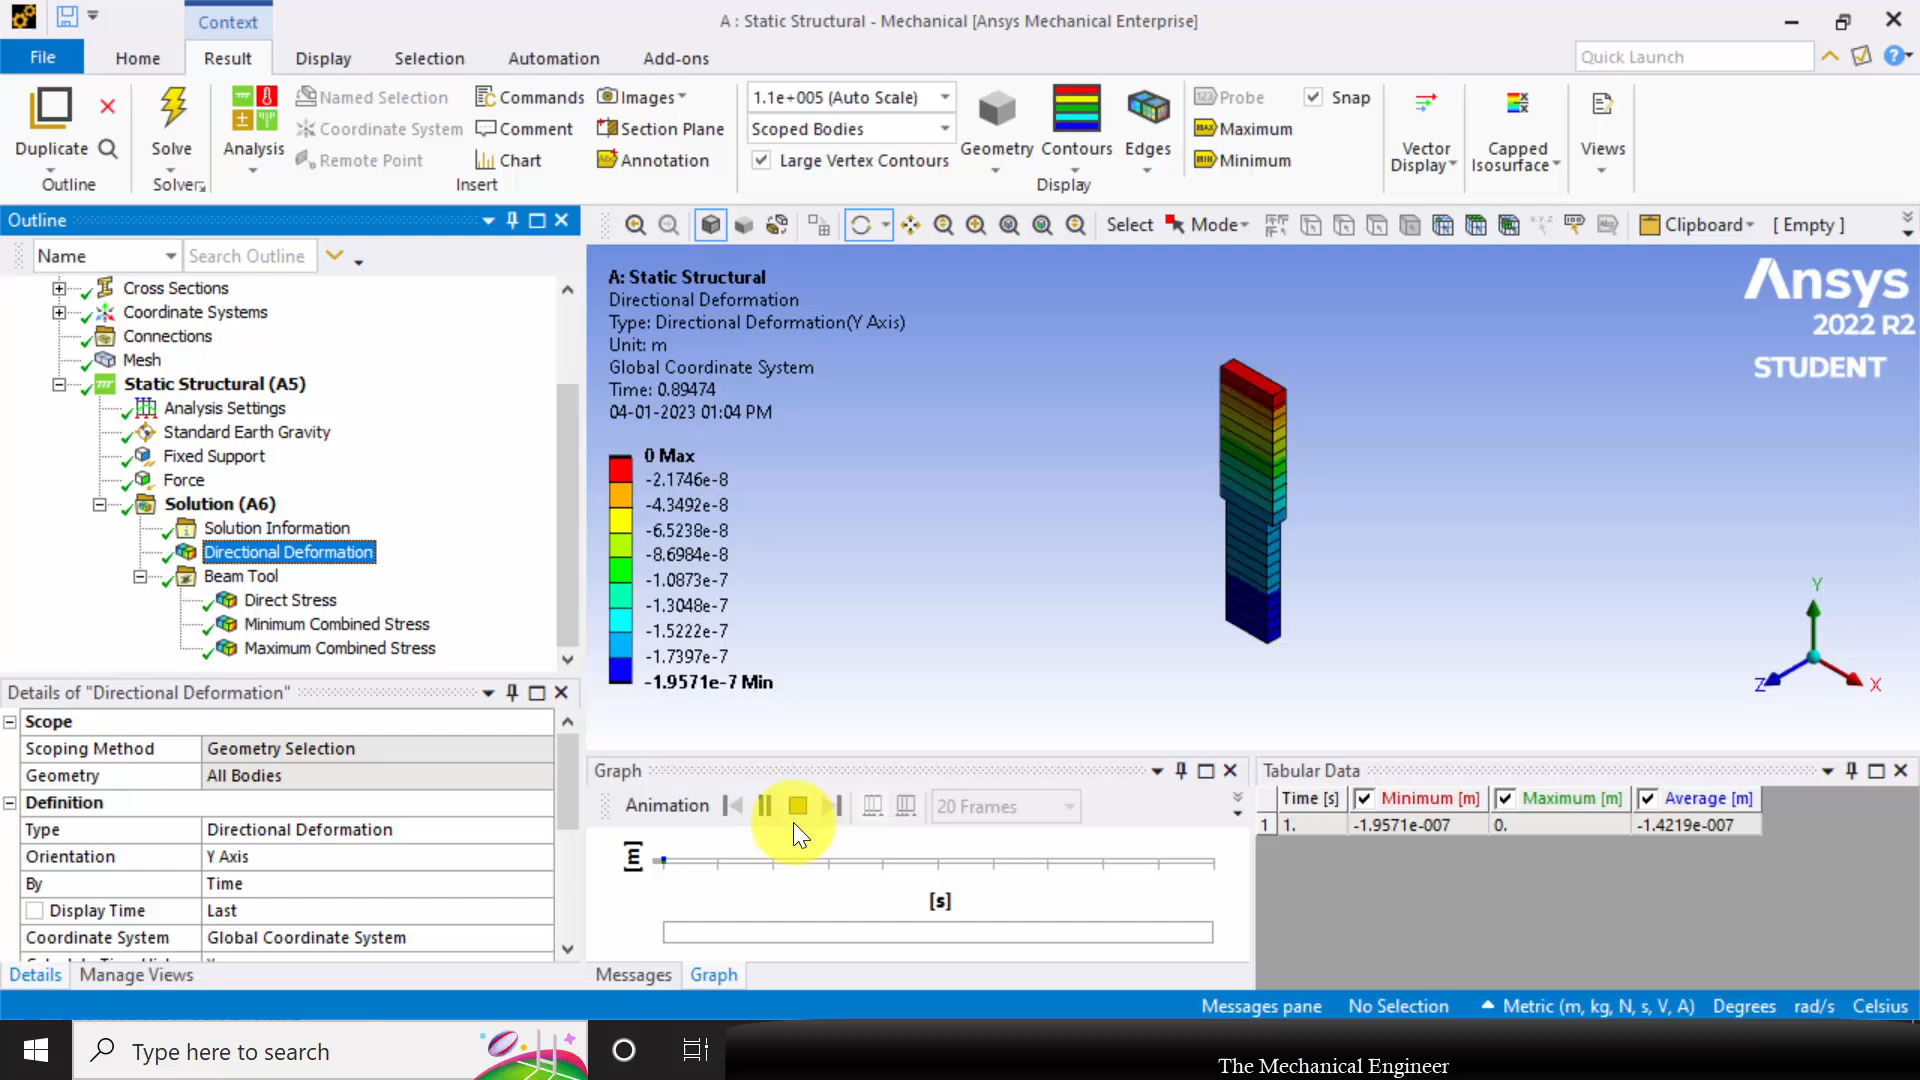 Context
A : Static Structural - Mechanical [Ansys Mechanical Enterprise]
File
Home
Result
Display
Selection
Automation
Add-ons
Quick Launch
Duplicate
Outline
Solve
Solver
Analysis
Named Selection
Coordinate System
Remote Point
Commands
Comment
Chart
Images
Section Plane
Annotation
Insert
1.1e+005 (Auto Scale)
Scoped Bodies
Large Vertex Contours
Geometry
Contours
Edges
Display
Probe
Maximum
Minimum
Snap
Vector
Display
Capped
Isosurface
Views
Outline
Name
Search Outline
Select
Mode
Clipboard
[ Empty ]
Cross Sections
Coordinate Systems
Connections
Mesh
Static Structural (A5)
Analysis Settings
Standard Earth Gravity
Fixed Support
Force
Solution (A6)
Solution Information
Directional Deformation
Beam Tool
Direct Stress
Minimum Combined Stress
Maximum Combined Stress
A: Static Structural
Directional Deformation
Type: Directional Deformation(Y Axis)
Unit: m
Global Coordinate System
Time: 0.89474
04-01-2023 01:04 PM
0 Max
-2.1746e-8
-4.3492e-8
-6.5238e-8
-8.6984e-8
-1.0873e-7
-1.3048e-7
-1.5222e-7
-1.7397e-7
-1.9571e-7 Min
Ansys
2022 R2
STUDENT
Y
Z
X
Details of "Directional Deformation"
Scope
Scoping Method Geometry Selection
Geometry All Bodies
Definition
Type Directional Deformation
Orientation Y Axis
By Time
Display Time Last
Coordinate System Global Coordinate System
Details
Manage Views
Graph
Animation
20 Frames
[m]
[s]
Messages
Graph
Tabular Data
Time [s] Minimum [m] Maximum [m] Average [m]
1 1. -1.9571e-007 0. -1.4219e-007
Messages pane
No Selection
Metric (m, kg, N, s, V, A)
Degrees
rad/s
Celsius
Type here to search
The Mechanical Engineer